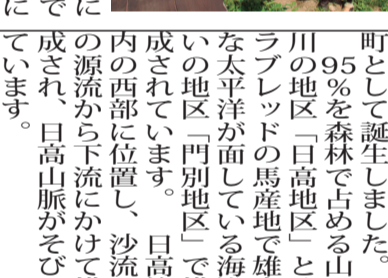 町として誕生しました。
95%を森林で占める山
川の地区「日高地区」と
ラブレッドの馬産地で雄
な太平洋が面している海
いの地区「門別地区」で
成されています。　日高
内の西部に位置し、沙流
の源流から下流にかけて
成され、日高山脈がそび
ています。
に
で
に